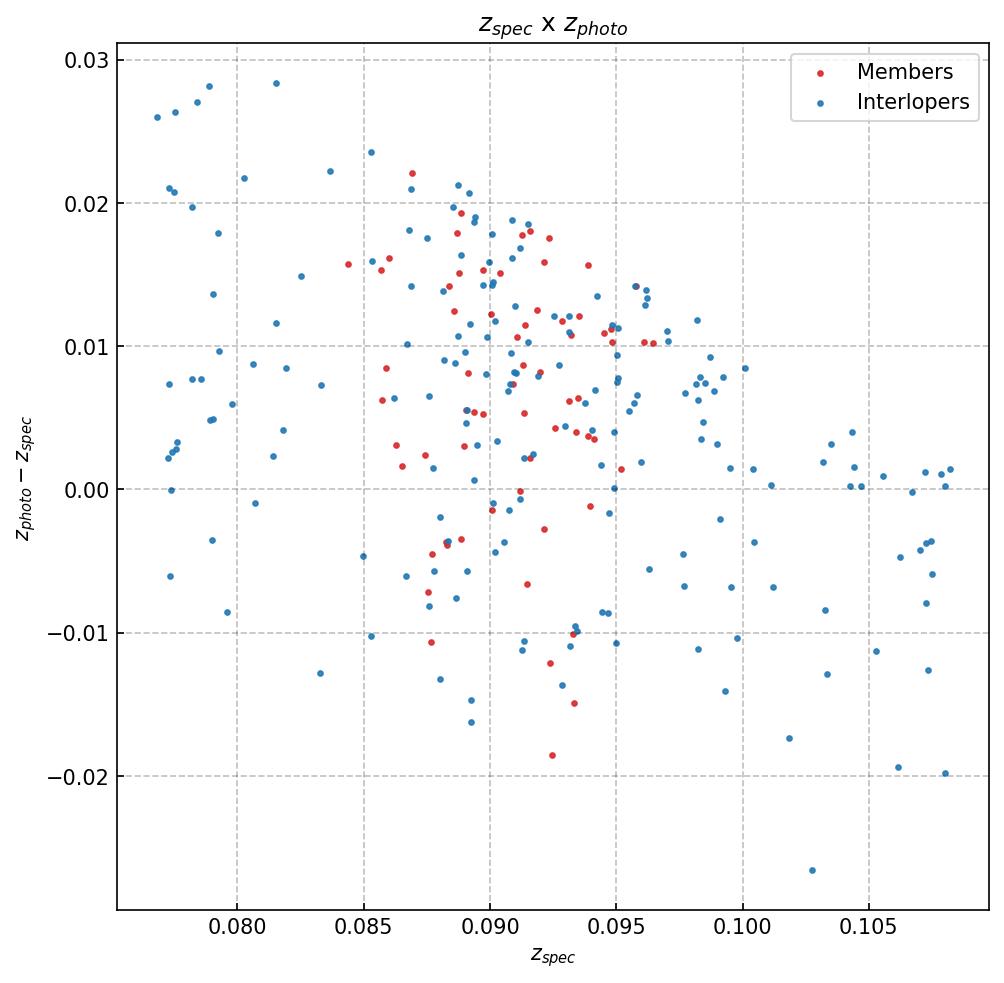 z_spec x z_photo
Members
Interlopers
0.03
0.02
0.01
0.00
−0.01
−0.02
z_photo − z_spec
0.080 0.085 0.090 0.095 0.100 0.105
z_spec